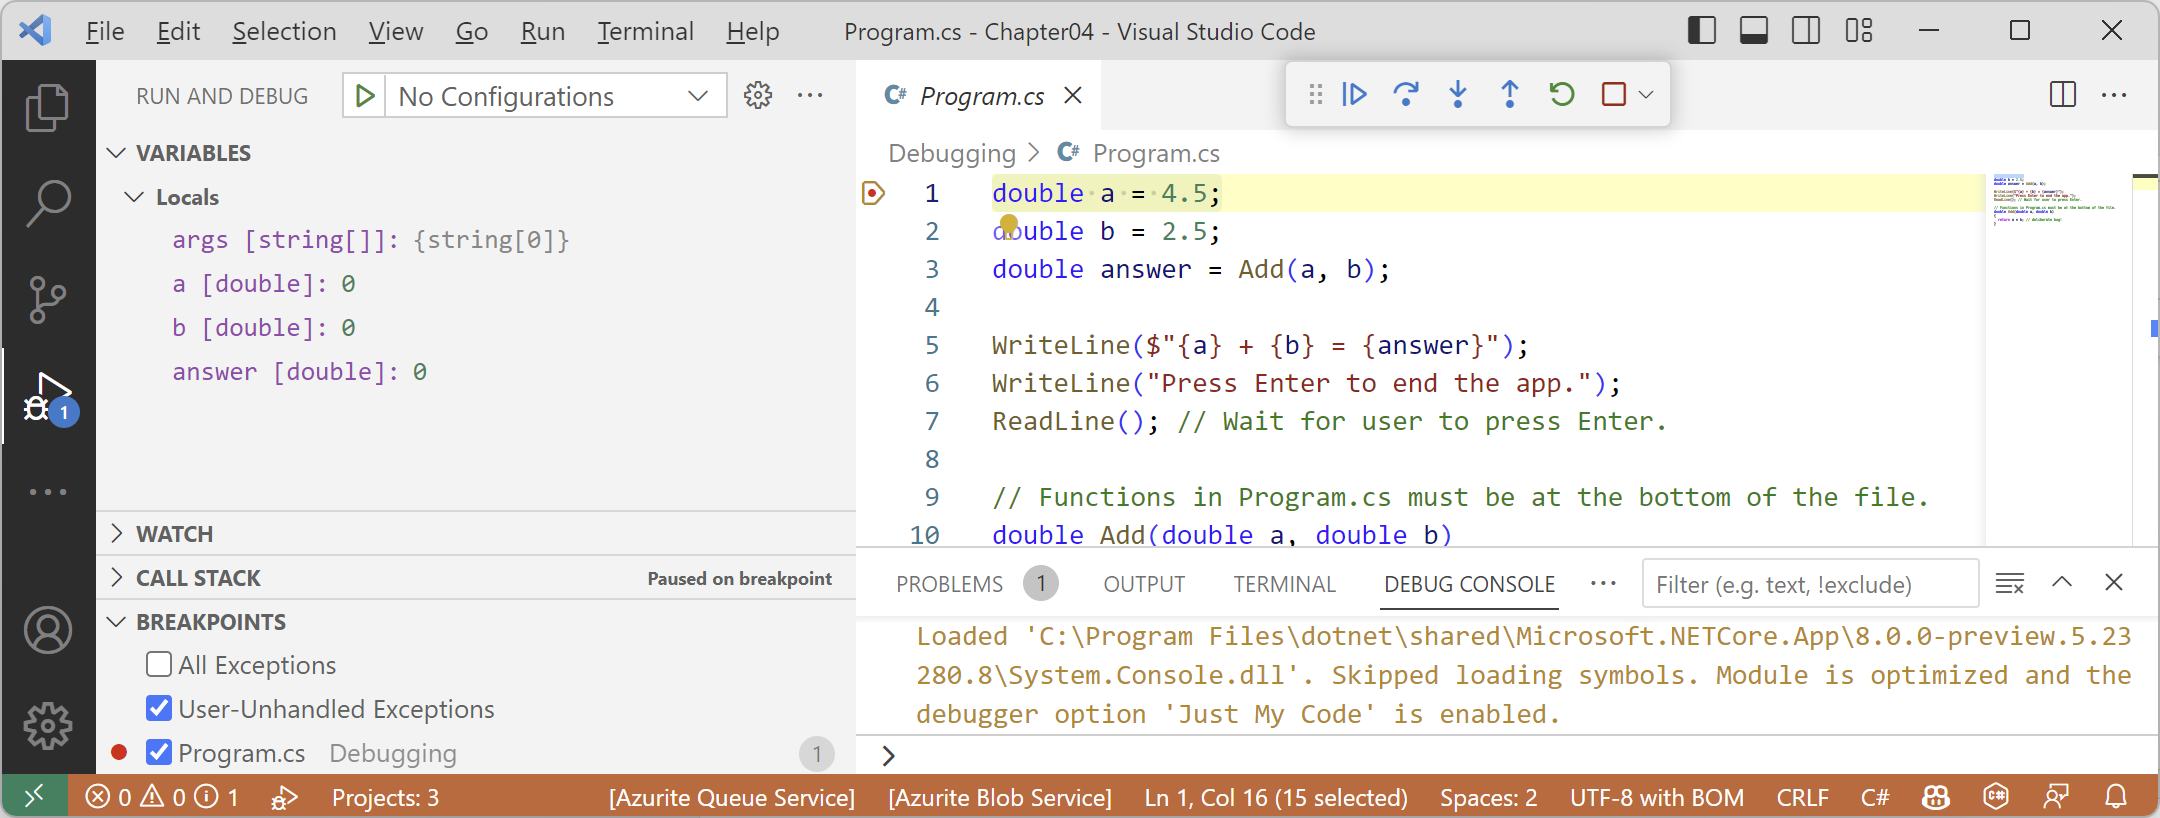 File Edit Selection View Go Run Terminal Help Program.cs - Chapter04 - Visual Studio Code
RUN AND DEBUG No Configurations
VARIABLES
Locals
args [string[]]: {string[0]}
a [double]: 0
b [double]: 0
answer [double]: 0
WATCH
CALL STACK Paused on breakpoint
BREAKPOINTS
All Exceptions
User-Unhandled Exceptions
Program.cs Debugging 1
1
C# Program.cs
Debugging > C# Program.cs
1 double a = 4.5;
2 double b = 2.5;
3 double answer = Add(a, b);
4
5 WriteLine($"{a} + {b} = {answer}");
6 WriteLine("Press Enter to end the app.");
7 ReadLine(); // Wait for user to press Enter.
8
9 // Functions in Program.cs must be at the bottom of the file.
10 double Add(double a, double b)
PROBLEMS 1 OUTPUT TERMINAL DEBUG CONSOLE Filter (e.g. text, !exclude)
Loaded 'C:\Program Files\dotnet\shared\Microsoft.NETCore.App\8.0.0-preview.5.23
280.8\System.Console.dll'. Skipped loading symbols. Module is optimized and the
debugger option 'Just My Code' is enabled.
>
0 0 1 Projects: 3 [Azurite Queue Service] [Azurite Blob Service] Ln 1, Col 16 (15 selected) Spaces: 2 UTF-8 with BOM CRLF C#